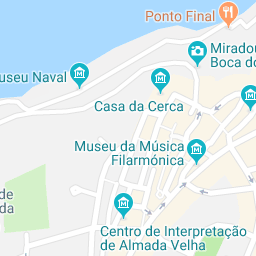 Ponto Final
Miradou
Boca do
useu Naval
Casa da Cerca
Museu da Música
Filarmónica
de
da
Centro de Interpretação
de Almada Velha